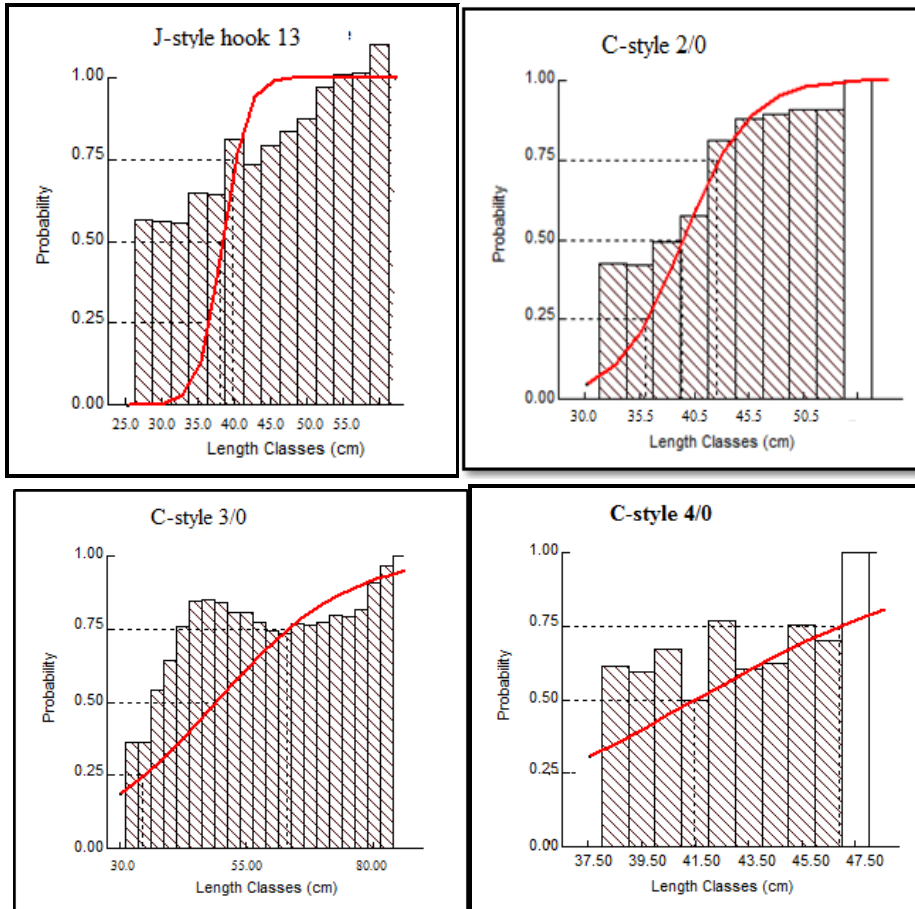 J-style hook 13
1.00
0.75
0.50
0.25
0.00
Probability
25.0 30.0 35.0 40.0 45.0 50.0 55.0
Length Classes (cm)
C-style 2/0
1.00
0.75
0.50
0.25
0.00
Probability
30.0 35.5 40.5 45.5 50.5
Length Classes (cm)
C-style 3/0
1.00
0.75
0.50
0.25
0.00
Probability
30.0 55.00 80.00
Length Classes (cm)
C-style 4/0
1.00
0.75
0.50
0.25
0.00
Probability
37.50 39.50 41.50 43.50 45.50 47.50
Length Classes (cm)